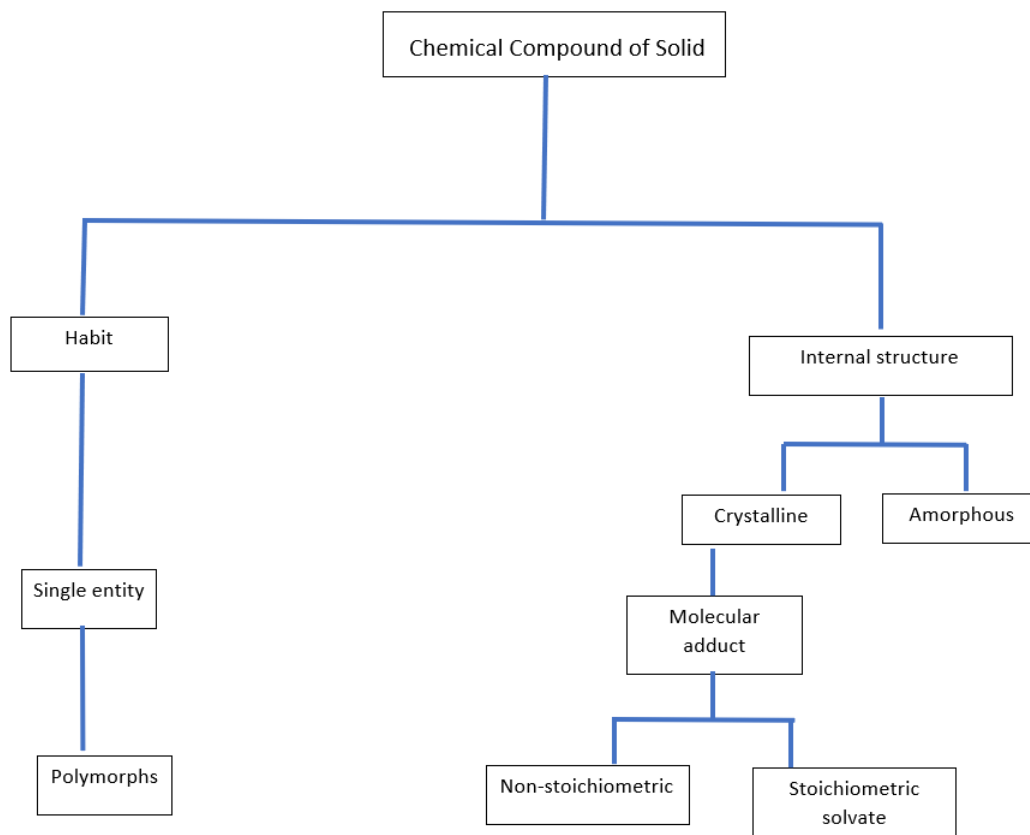 Chemical Compound of Solid
Habit
Internal structure
Crystalline
Amorphous
Single entity
Molecular
adduct
Polymorphs
Non-stoichiometric
Stoichiometric
solvate